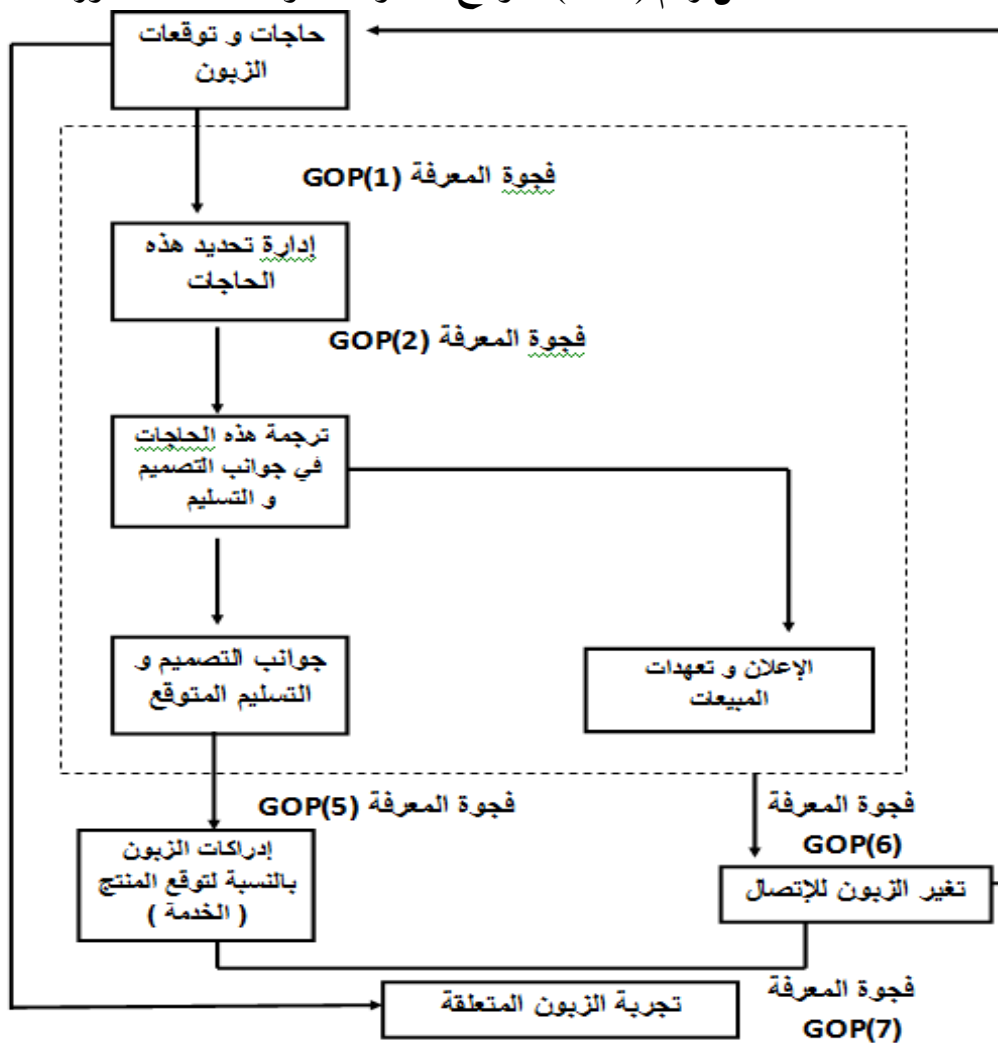 حاجات و توقعات
الزبون
فجوة المعرفة GOP(1)
إدارة تحديد هذه
الحاجات
فجوة المعرفة GOP(2)
ترجمة هذه الحاجات
في جوانب التصميم
و التسليم
جوانب التصميم و
التسليم المتوقع
الإعلان و تعهدات
المبيعات
فجوة المعرفة GOP(5)
فجوة المعرفة
GOP(6)
إدراكات الزبون
بالنسبة لتوقع المنتج
( الخدمة )
تغير الزبون للإتصال
تجربة الزبون المتعلقة
فجوة المعرفة
GOP(7)